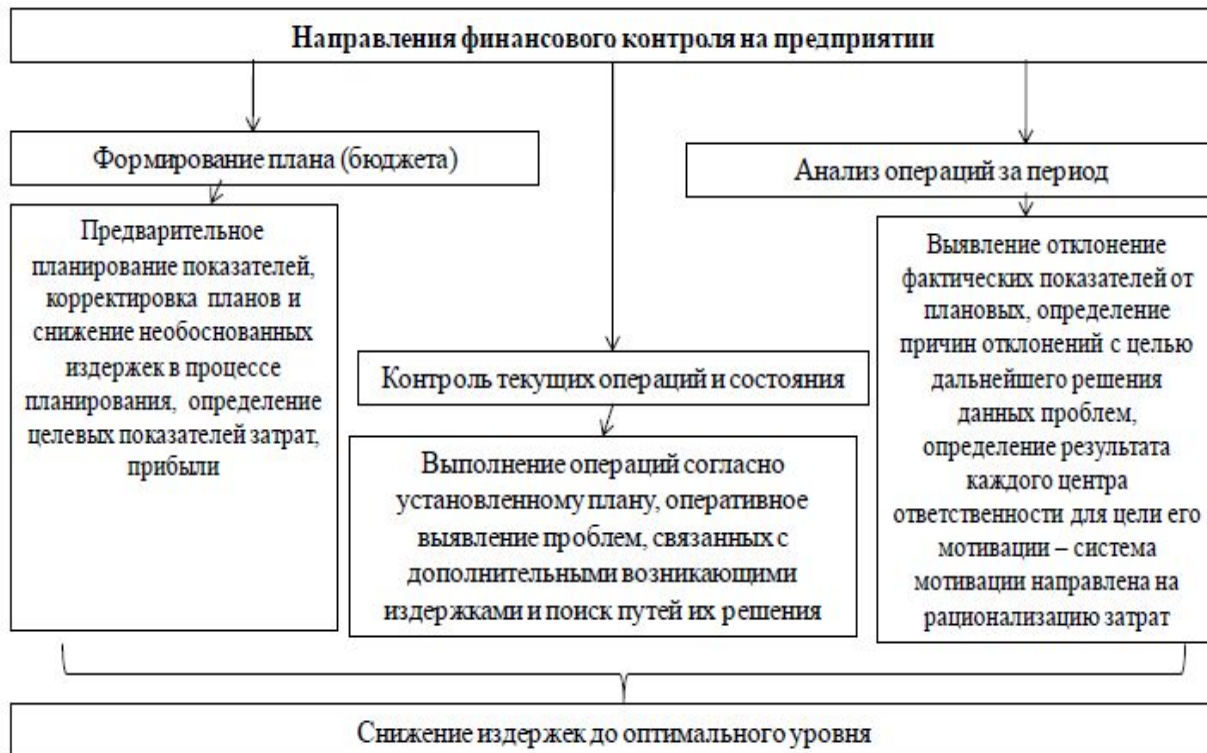 Направления финансового контроля на предприятии
Формирование плана (бюджета)
Предварительное
планирование показателей,
корректировка планов и
снижение необоснованных
издержек в процессе
планирования, определение
целевых показателей затрат,
прибыли
Контроль текущих операций и состояния
Выполнение операций согласно
установленному плану, оперативное
выявление проблем, связанных с
дополнительными возникающими
издержками и поиск путей их решения
Анализ операций за период
Выявление отклонение
фактических показателей от
плановых, определение
причин отклонений с целью
дальнейшего решения
данных проблем,
определение результата
каждого центра
ответственности для цели его
мотивации – система
мотивации направлена на
рационализацию затрат
Снижение издержек до оптимального уровня